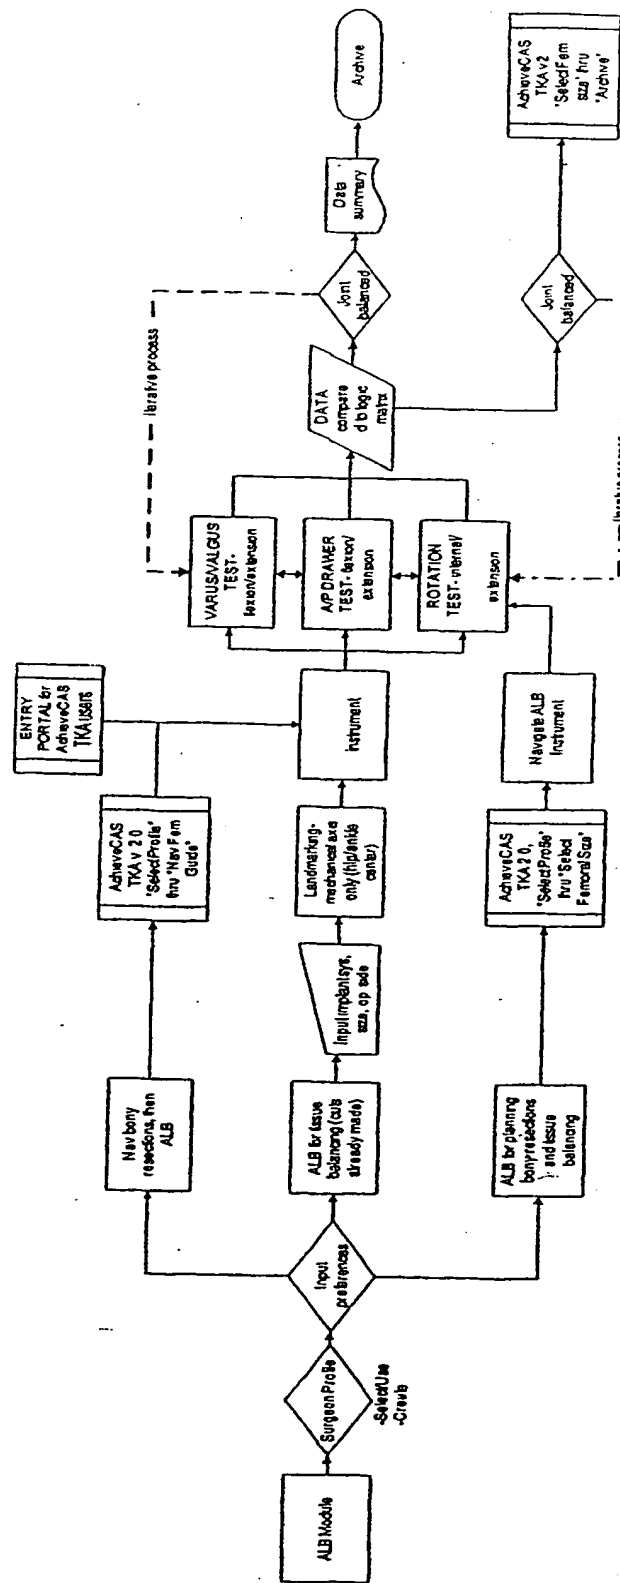 ALB Module
Surgeon Profile
-Select/Use
-Create
Input
preferences
Nav bony
resections, then
ALB
ALB for tissue
balancing (cuts
already made)
ALB for planning
bony resections
and tissue
balancing
Input implant sys,
size, op side
AchieveCAS
TKA v 2.0
'Select Profile'
thru "Nav Fem
Guide"
Landmarking-
mechanical axis
only (hip/ankle
center)
AchieveCAS
TKA 2.0,
'Select Profile'
thru "Select
Femoral Size"
ENTRY
PORTAL for
AchieveCAS
TKA users
Instrument
Navigate ALB
Instrument
VARUS/VALGUS
TEST-
flexion/extension
A/P DRAWER
TEST- flexion/
extension
ROTATION
TEST- internal/
extension
Iterative process
DATA
compare
d to logic
matrix
Joint
balanced
Joint
balanced)
Data
summary
Archive
AchieveCAS
TKA v2
'Select Fem
size' thru
"Archive'